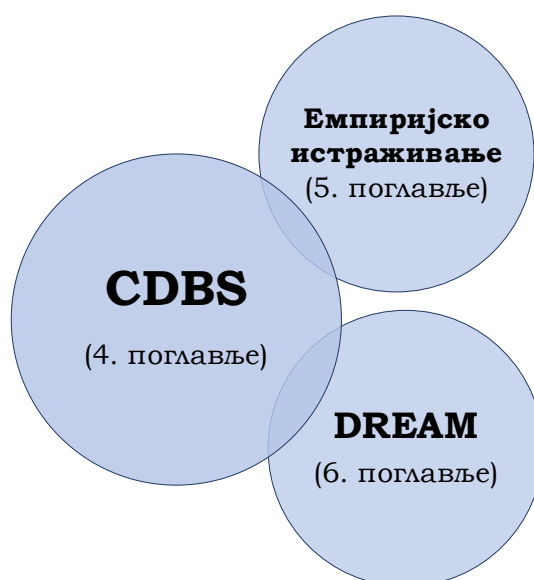 Емпиријско
истраживање
(5. поглавље)
CDBS
(4. поглавље)
DREAM
(6. поглавље)